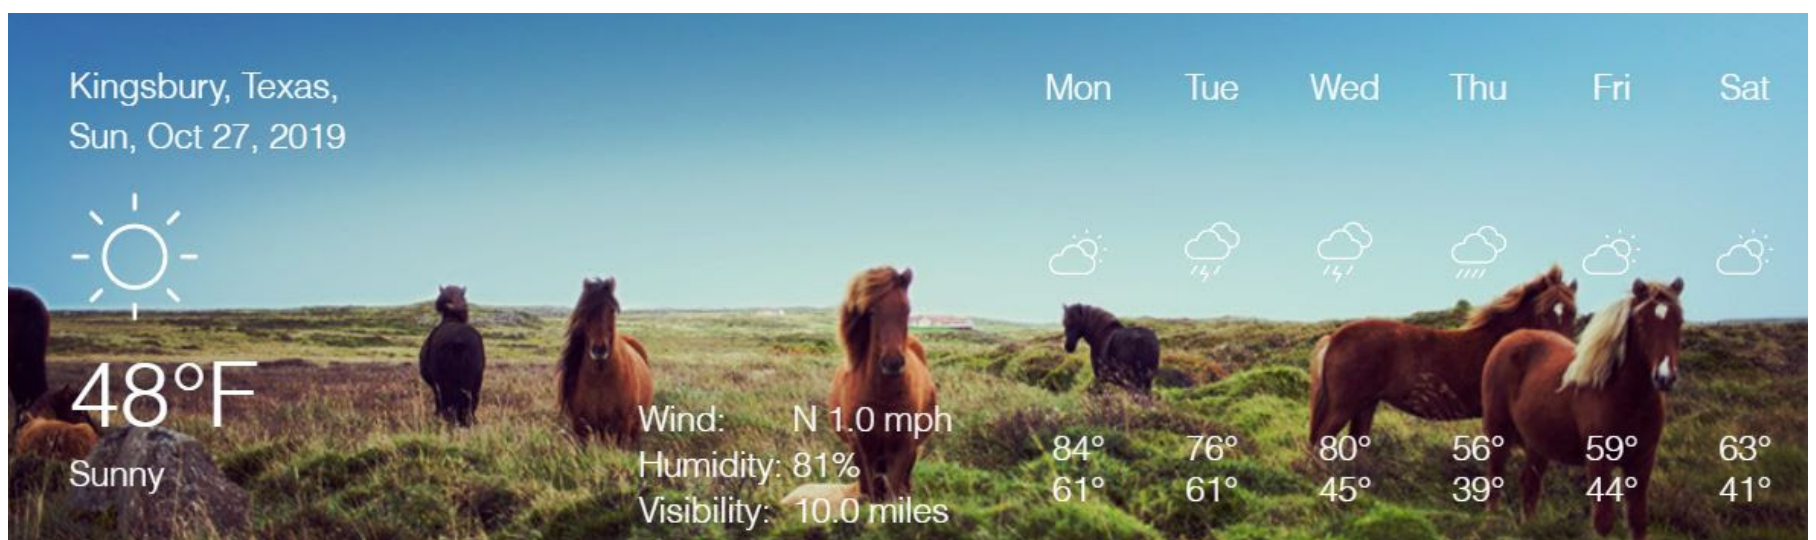 Kingsbury, Texas,
Sun, Oct 27, 2019
48°F
Sunny
Wind: N 1.0 mph
Humidity: 81%
Visibility: 10.0 miles
Mon Tue Wed Thu Fri Sat
84° 76° 80° 56° 59° 63°
61° 61° 45° 39° 44° 41°